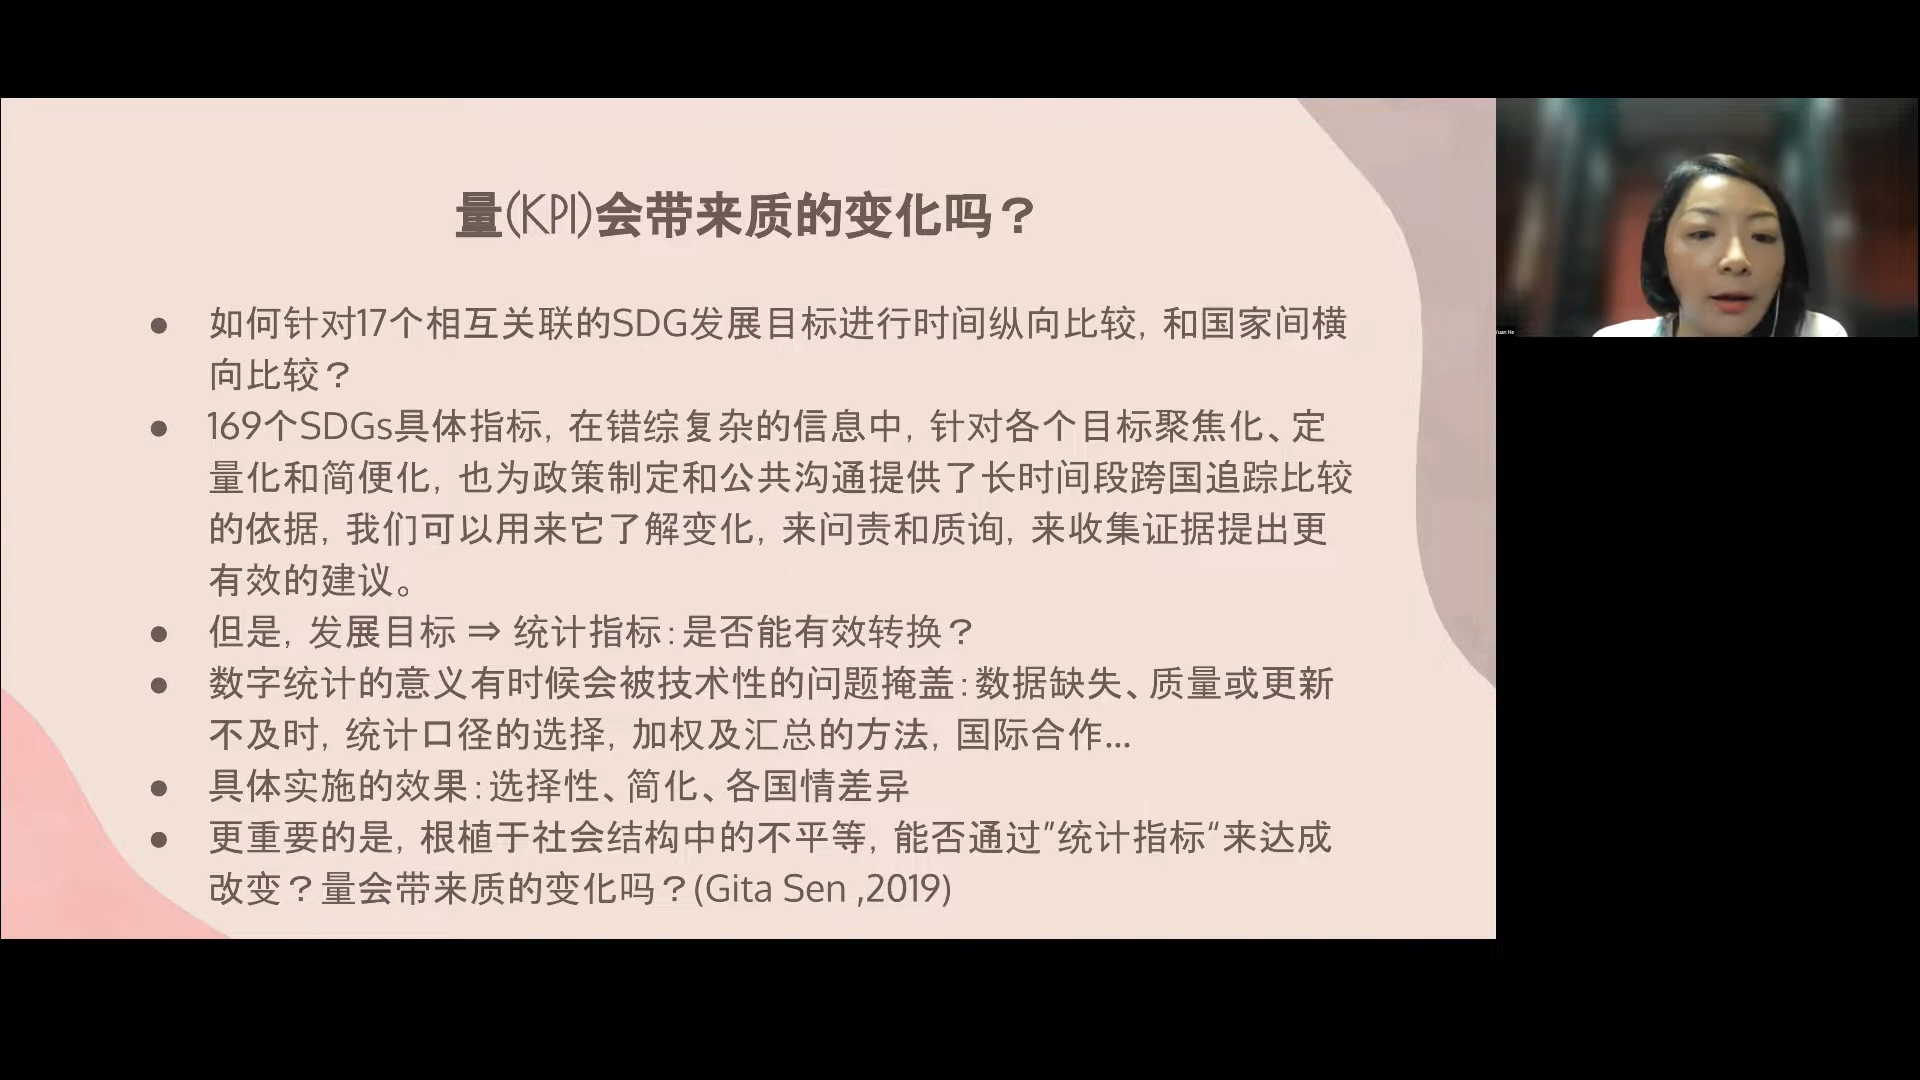 量(KPI)会带来质的变化吗？
如何针对17个相互关联的SDG发展目标进行时间纵向比较，和国家间横
向比较？
169个SDGs具体指标，在错综复杂的信息中，针对各个目标聚焦化、定
量化和简便化，也为政策制定和公共沟通提供了长时间段跨国追踪比较
的依据，我们可以用来它了解变化，来问责和质询，来收集证据提出更
有效的建议。
但是，发展目标 ⇒ 统计指标：是否能有效转换？
数字统计的意义有时候会被技术性的问题掩盖：数据缺失、质量或更新
不及时，统计口径的选择，加权及汇总的方法，国际合作...
具体实施的效果：选择性、简化、各国情差异
更重要的是，根植于社会结构中的不平等，能否通过”统计指标“来达成
改变？量会带来质的变化吗？(Gita Sen ,2019)
Yuan He